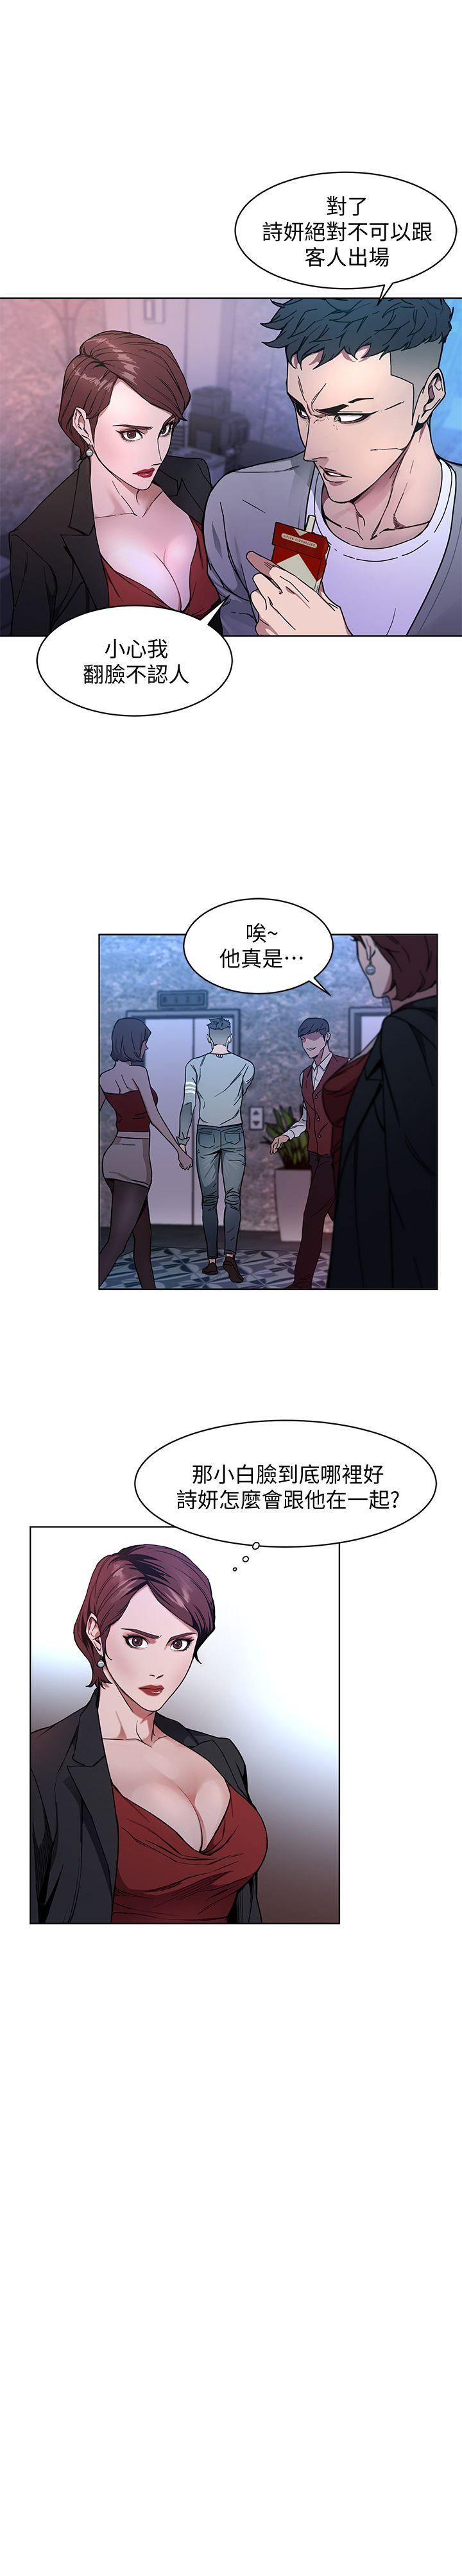 對了
詩妍絕對不可以跟
客人出場
小心我
翻臉不認人
唉~
他真是…
那小白臉到底哪裡好
詩妍怎麼會跟他在一起?